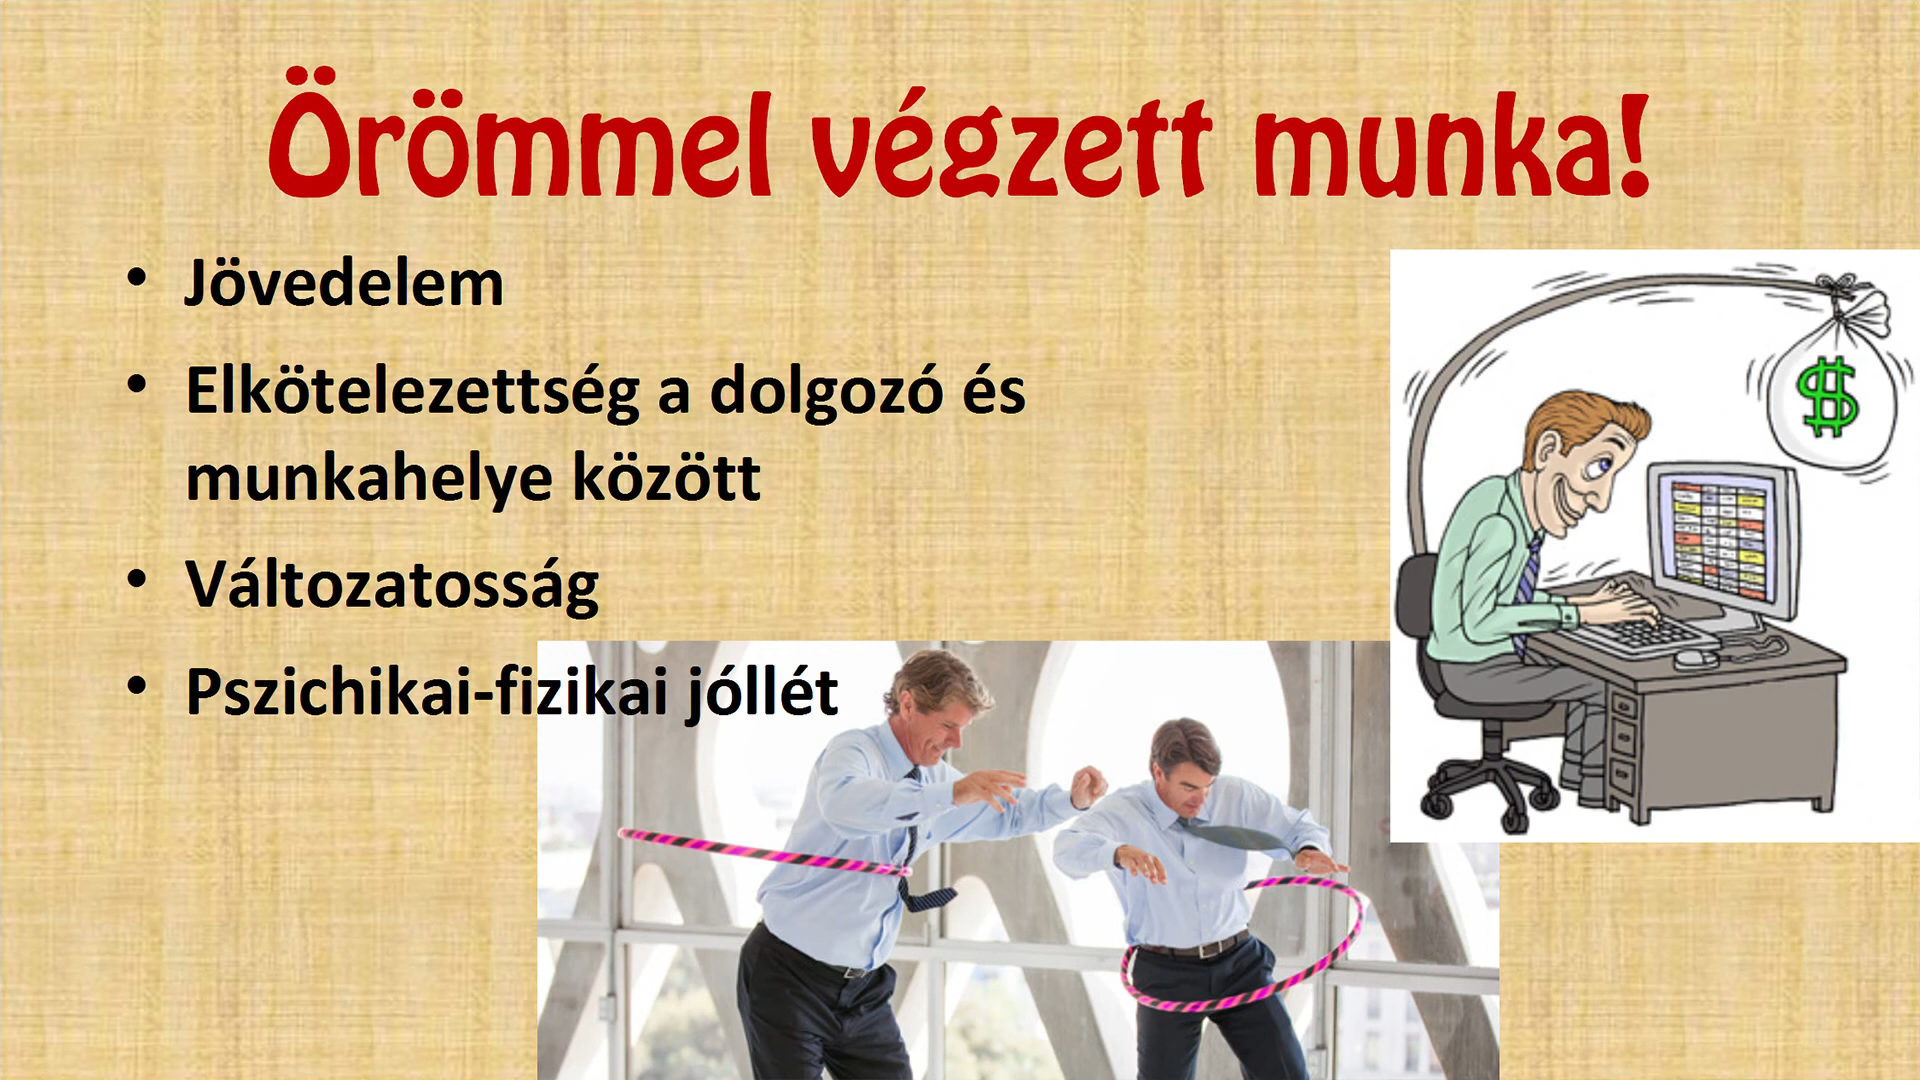 Örömmel végzett munka!
• Jövedelem
• Elkötelezettség a dolgozó és
munkahelye között
• Változatosság
• Pszichikai-fizikai jóllét
$